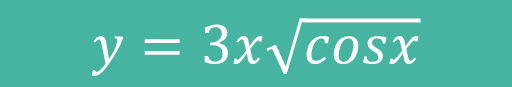 y = 3x√cosx